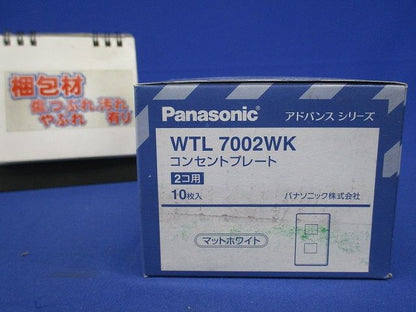 梱包材
傷つぶれ汚れ
やぶれ 有り
Panasonic
アドバンス シリーズ
WTL 7002WK
コンセントプレート
2コ用
10枚入
パナソニック株式会社
マットホワイト